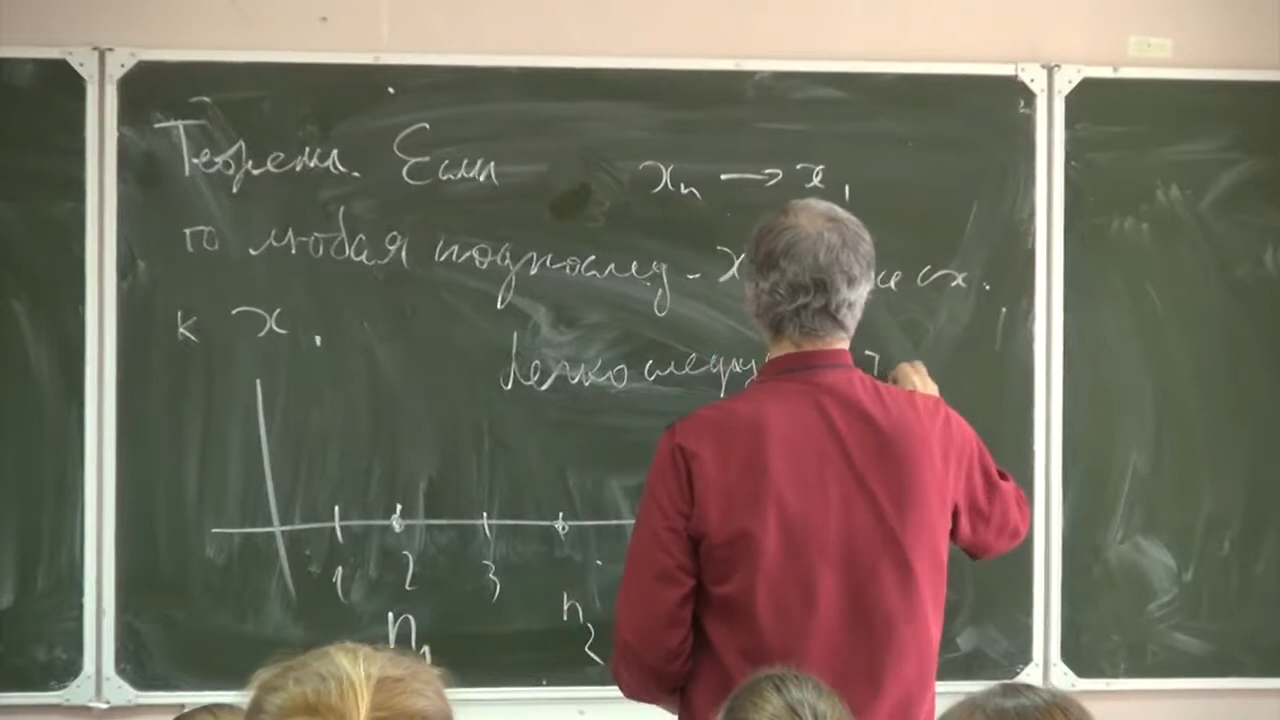 Теорема. Если xₙ → x,
то любая подпослед - x сх.
к x.
Легко следу
1 2 3
n₁ n₂